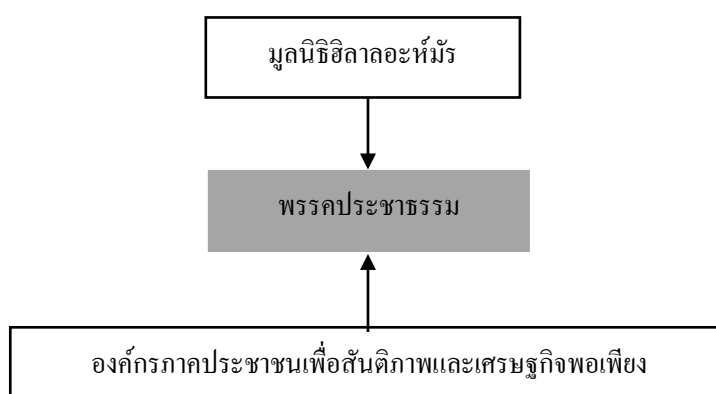 มูลนิธิฮิลาลอะห์มัร
พรรคประชาธรรม
องค์กรภาคประชาชนเพื่อสันติภาพและเศรษฐกิจพอเพียง